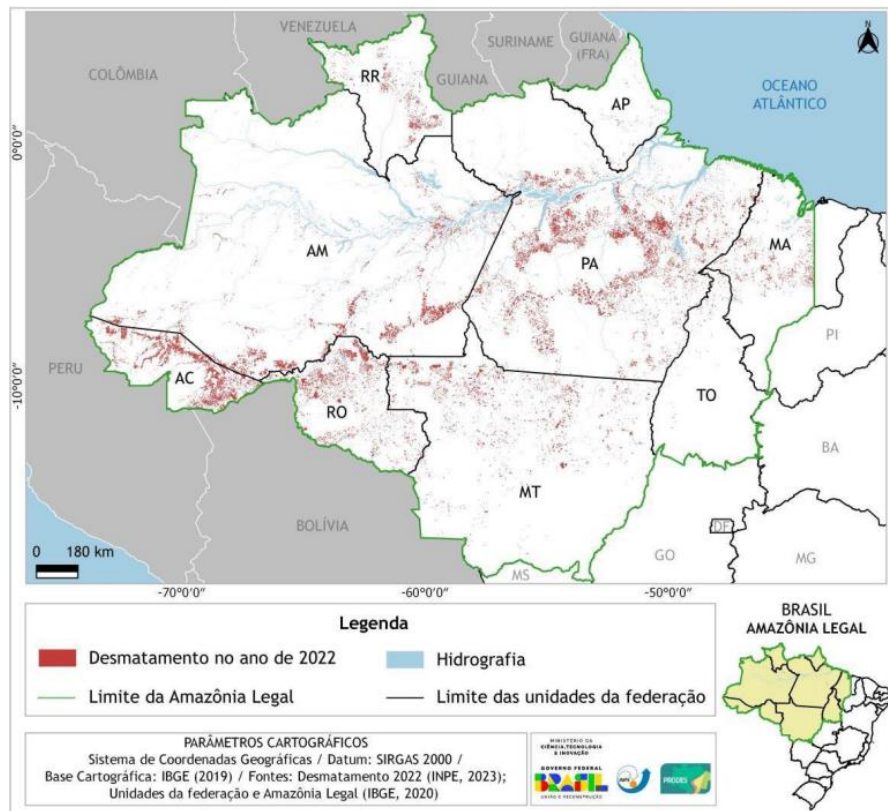 VENEZUELA
SURINAME
GUIANA
(FRA)
COLÔMBIA
GUIANA
RR
AP
OCEANO
ATLÂNTICO
N
0°0'0"
AM
PA
MA
PI
PERU
AC
RO
TO
-10°0'0"
BA
MT
BOLÍVIA
DF
GO
MG
MS
0 180 km
-70°0'0" -60°0'0" -50°0'0"
Legenda
Desmatamento no ano de 2022 Hidrografia
Limite da Amazônia Legal Limite das unidades da federação
BRASIL
AMAZÔNIA LEGAL
PARÂMETROS CARTOGRÁFICOS
Sistema de Coordenadas Geográficas / Datum: SIRGAS 2000 /
Base Cartográfica: IBGE (2019) / Fontes: Desmatamento 2022 (INPE, 2023);
Unidades da federação e Amazônia Legal (IBGE, 2020)
MINISTÉRIO DA
CIÊNCIA, TECNOLOGIA
E INOVAÇÃO
GOVERNO FEDERAL
BRASIL
UNIÃO E RECONSTRUÇÃO
INPE
PRODES